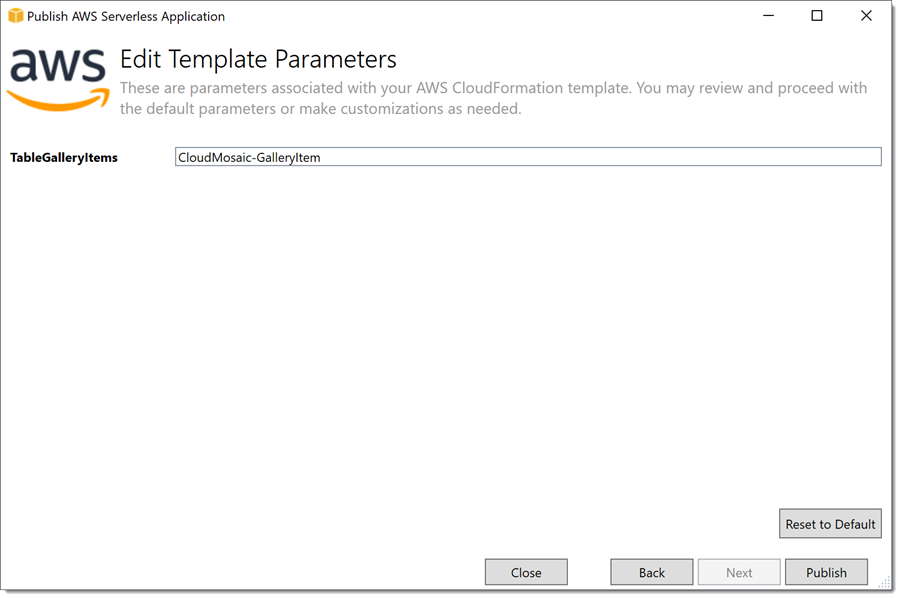 Publish AWS Serverless Application
aws
Edit Template Parameters
These are parameters associated with your AWS CloudFormation template. You may review and proceed with
the default parameters or make customizations as needed.
TableGalleryItems CloudMosaic-GalleryItem
Reset to Default
Close Back Next Publish